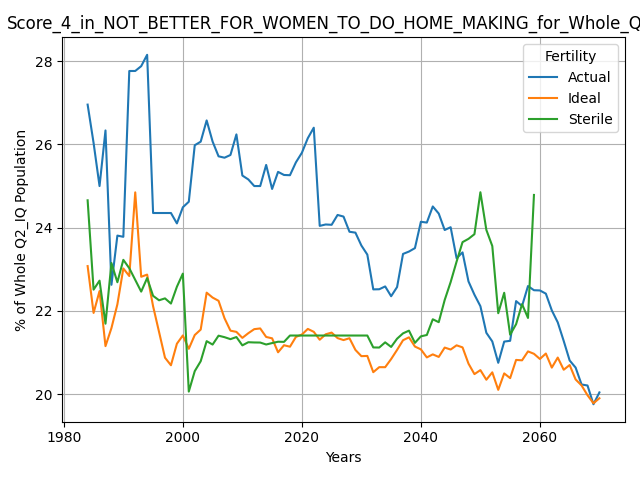 Score_4_in_NOT_BETTER_FOR_WOMEN_TO_DO_HOME_MAKING_for_Whole_Q
28
26
24
22
20
% of Whole Q2_IQ Population
Fertility
Actual
Ideal
Sterile
1980
2000
2020
2040
2060
Years